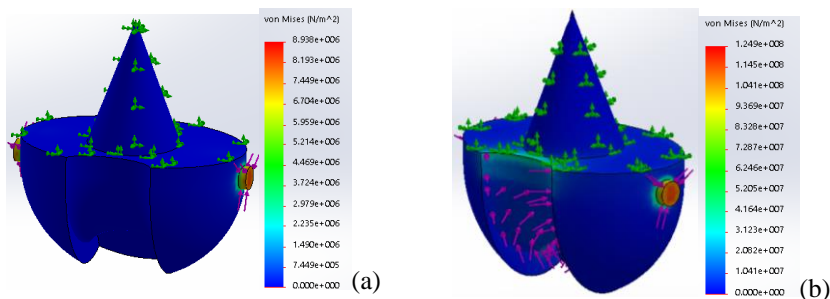 von Mises (N/m^2)
8.938e+006
8.193e+006
7.449e+006
6.704e+006
5.959e+006
5.214e+006
4.469e+006
3.724e+006
2.979e+006
2.235e+006
1.490e+006
7.449e+005
0.000e+000
(a)
von Mises (N/m^2)
1.249e+008
1.145e+008
1.041e+008
9.369e+007
8.328e+007
7.287e+007
6.246e+007
5.205e+007
4.164e+007
3.123e+007
2.082e+007
1.041e+007
0.000e+000
(b)